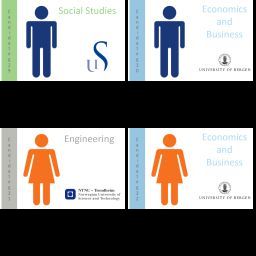 Social Studies
uS
Economics
and
Business
UNIVERSITY OF BERGEN
Engineering
NTNU – Trondheim
Norwegian University of
Science and Technology
Economics
and
Business
UNIVERSITY OF BERGEN